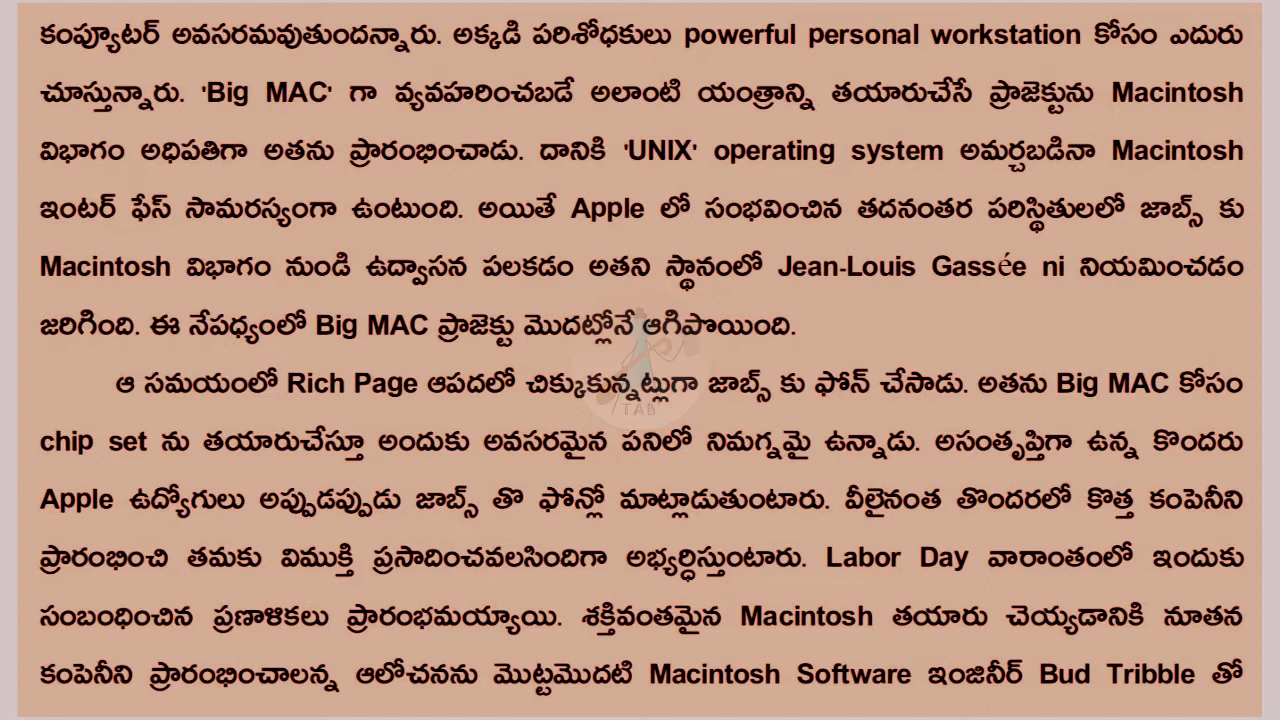 కంప్యూటర్ అవసరమవుతుందన్నారు. అక్కడి పరిశోధకులు powerful personal workstation కోసం ఎదురు
చూస్తున్నారు. 'Big MAC' గా వ్యవహరించబడే అలాంటి యంత్రాన్ని తయారుచేసే ప్రాజెక్టును Macintosh
విభాగం అధిపతిగా అతను ప్రారంభించాడు. దానికి 'UNIX' operating system అమర్చబడినా Macintosh
ఇంటర్ ఫేస్ సామరస్యంగా ఉంటుంది. అయితే Apple లో సంభవించిన తదనంతర పరిస్థితులలో జాబ్స్ కు
Macintosh విభాగం నుండి ఉద్వాసన పలకడం అతని స్థానంలో Jean-Louis Gassée ni నియమించడం
జరిగింది. ఈ నేపధ్యంలో Big MAC ప్రాజెక్టు మొదట్లోనే ఆగిపొయింది.
ఆ సమయంలో Rich Page ఆపదలో చిక్కుకున్నట్లుగా జాబ్స్ కు ఫోన్ చేసాడు. అతను Big MAC కోసం
chip set ను తయారుచేస్తూ అందుకు అవసరమైన పనిలో నిమగ్నమై ఉన్నాడు. అసంతృప్తిగా ఉన్న కొందరు
Apple ఉద్యోగులు అప్పుడప్పుడు జాబ్స్ తొ ఫోన్లో మాట్లాడుతుంటారు. వీలైనంత తొందరలో కొత్త కంపెనీని
ప్రారంభించి తమకు విముక్తి ప్రసాదించవలసిందిగా అభ్యర్ధిస్తుంటారు. Labor Day వారాంతంలో ఇందుకు
సంబంధించిన ప్రణాళికలు ప్రారంభమయ్యాయి. శక్తివంతమైన Macintosh తయారు చెయ్యడానికి నూతన
కంపెనీని ప్రారంభించాలన్న ఆలోచనను మొట్టమొదటి Macintosh Software ఇంజినీర్ Bud Tribble తో
TAB